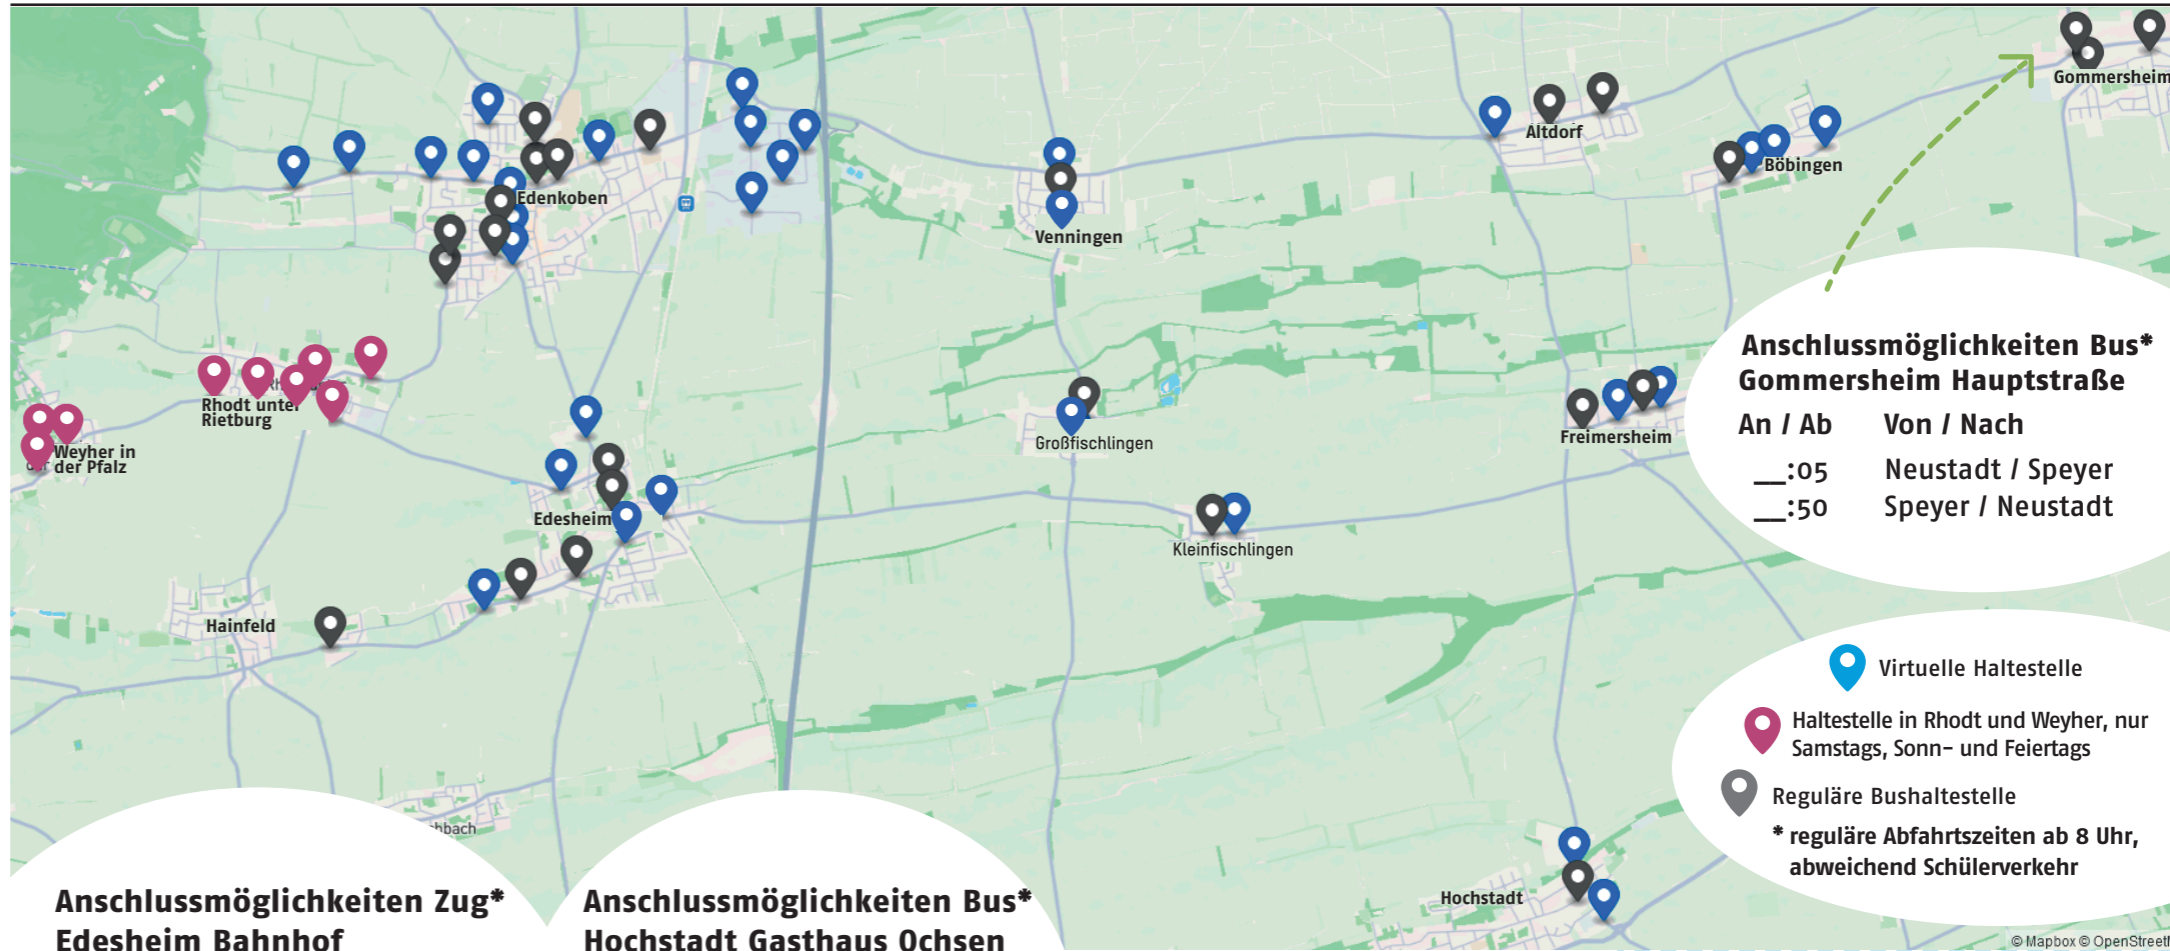 Gommersheim
Altdorf
Böbingen
Edenkoben
Venningen
Anschlussmöglichkeiten Bus*
Gommersheim Hauptstraße
An / Ab Von / Nach
__:05 Neustadt / Speyer
__:50 Speyer / Neustadt
Rhodt unter
Rietburg
Weyher in
der Pfalz
Großfischlingen
Freimersheim
Edesheim
Kleinfischlingen
Hainfeld
Virtuelle Haltestelle
Haltestelle in Rhodt und Weyher, nur
Samstags, Sonn- und Feiertags
Reguläre Bushaltestelle
* reguläre Abfahrtszeiten ab 8 Uhr,
abweichend Schülerverkehr
hbach
Hochstadt
Anschlussmöglichkeiten Zug*
Edesheim Bahnhof
Anschlussmöglichkeiten Bus*
Hochstadt Gasthaus Ochsen
© Mapbox © OpenStreet